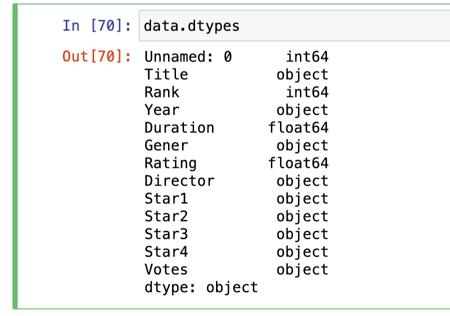 In [70]: data.dtypes
Out[70]: Unnamed: 0 int64
Title object
Rank int64
Year object
Duration float64
Gener object
Rating float64
Director object
Star1 object
Star2 object
Star3 object
Star4 object
Votes object
dtype: object